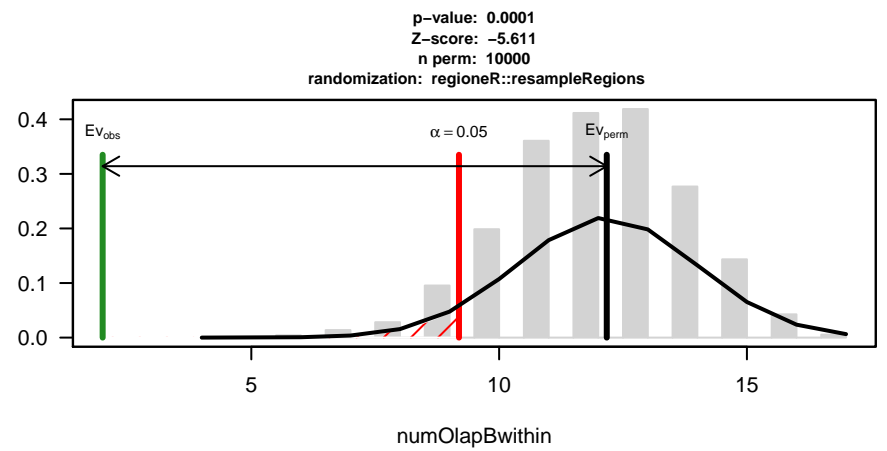 p−value: 0.0001
Z−score: −5.611
n perm: 10000
randomization: regioneR::resampleRegions
Ev_obs α = 0.05 Ev_perm
0.4
0.3
0.2
0.1
0.0
5 10 15
numOlapBwithin